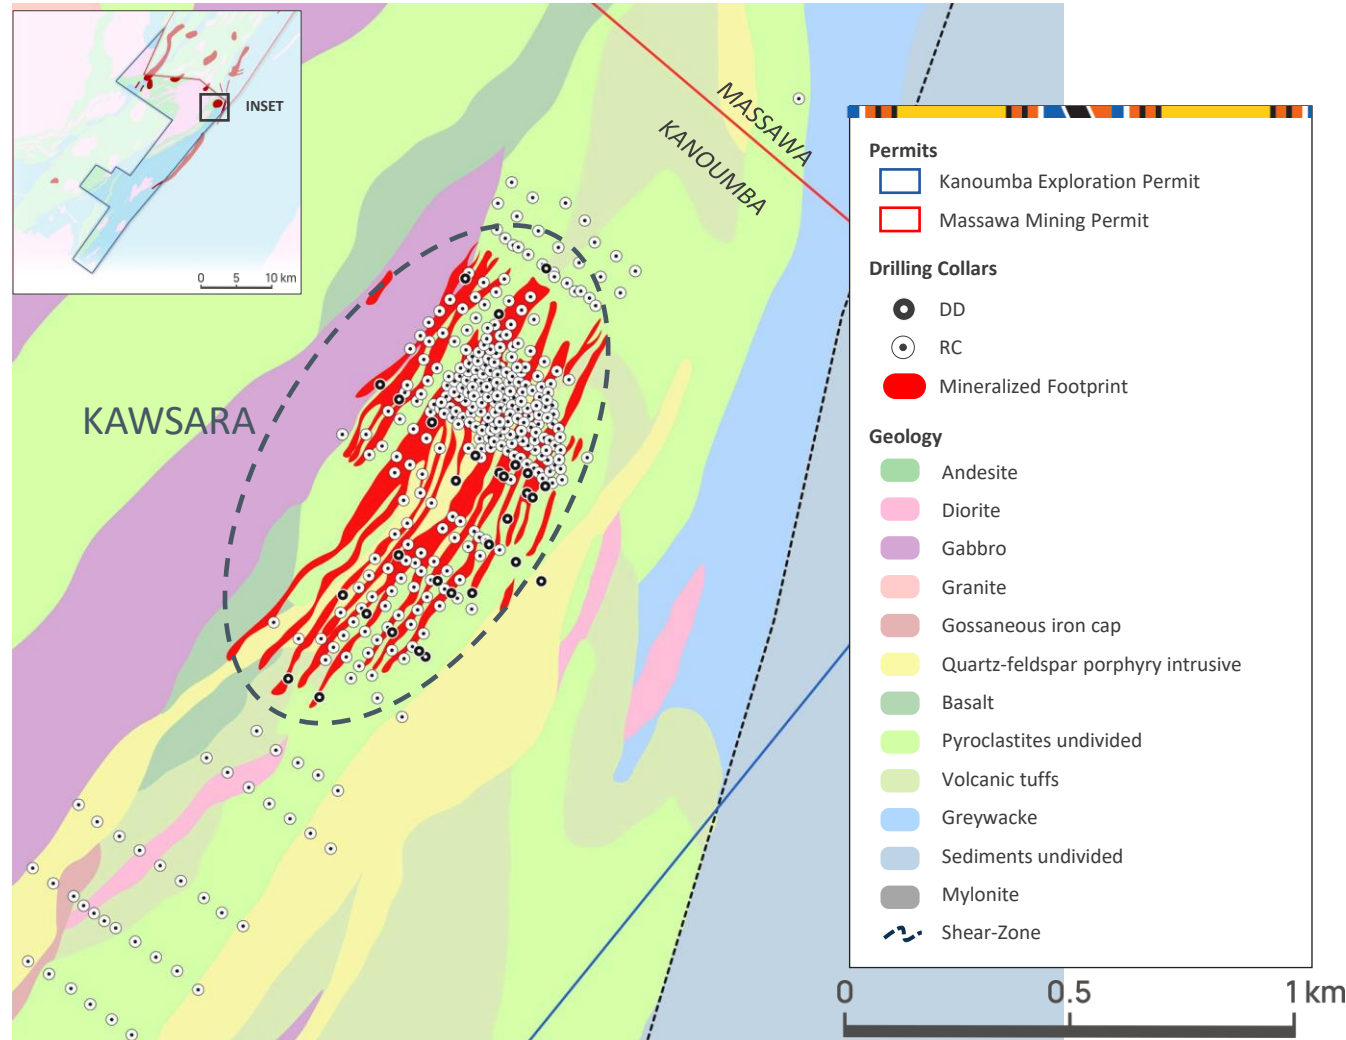 INSET
0 5 10 km
MASSAWA
KANOUMBA
KAWSARA
Permits
Kanoumba Exploration Permit
Massawa Mining Permit
Drilling Collars
DD
RC
Mineralized Footprint
Geology
Andesite
Diorite
Gabbro
Granite
Gossaneous iron cap
Quartz-feldspar porphyry intrusive
Basalt
Pyroclastites undivided
Volcanic tuffs
Greywacke
Sediments undivided
Mylonite
Shear-Zone
0 0.5 1 km